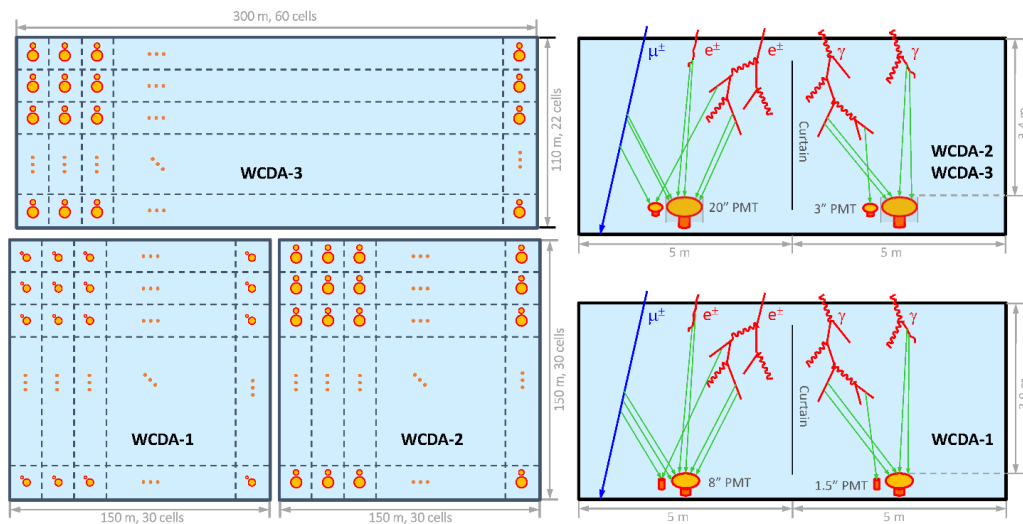 300 m, 60 cells
WCDA-3
110 m, 22 cells
WCDA-1
WCDA-2
150 m, 30 cells
150 m, 30 cells
150 m, 30 cells
μ± e± e± γ γ
Curtain
WCDA-2
WCDA-3
20” PMT
3” PMT
5 m
5 m
μ± e± e± γ γ
Curtain
WCDA-1
8” PMT
1.5” PMT
5 m
5 m